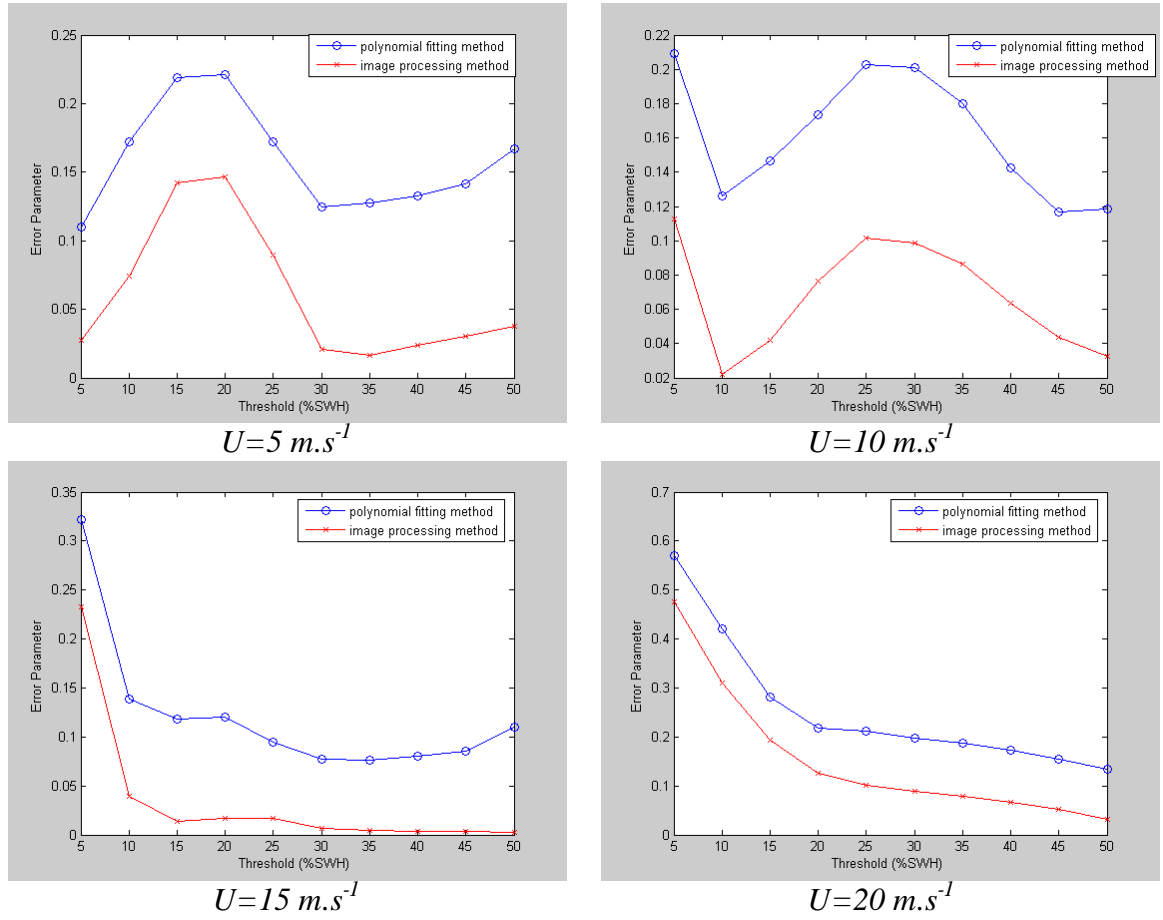 0.25
0.2
0.15
0.1
0.05
0
Error Parameter
polynomial fitting method
image processing method
5 10 15 20 25 30 35 40 45 50
Threshold (%SWH)
U=5 m.s-1
0.22
0.2
0.18
0.16
0.14
0.12
0.1
0.08
0.06
0.04
0.02
Error Parameter
polynomial fitting method
image processing method
5 10 15 20 25 30 35 40 45 50
Threshold (%SWH)
U=10 m.s-1
0.35
0.3
0.25
0.2
0.15
0.1
0.05
0
Error Parameter
polynomial fitting method
image processing method
5 10 15 20 25 30 35 40 45 50
Threshold (%SWH)
U=15 m.s-1
0.7
0.6
0.5
0.4
0.3
0.2
0.1
0
Error Parameter
polynomial fitting method
image processing method
5 10 15 20 25 30 35 40 45 50
Threshold (%SWH)
U=20 m.s-1